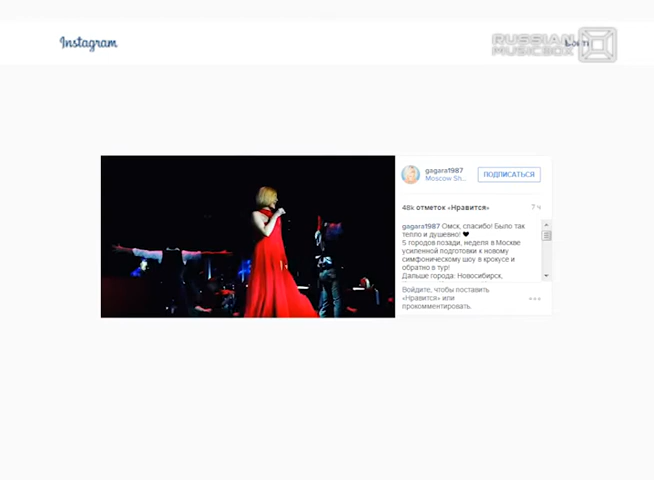 Instagram
RUSSIAN
MUSICBOX
gagara1987
Moscow Sh...
ПОДПИСАТЬСЯ
48k отметок «Нравится»
7 ч
gagara1987 Омск, спасибо! Было так
тепло и душевно! ❤
5 городов позади, неделя в Москве
усиленной подготовки к новому
симфоническому шоу в крокусе и
обратно в тур!
Дальше города: Новосибирск,
Войдите, чтобы поставить
«Нравится» или
прокомментировать.